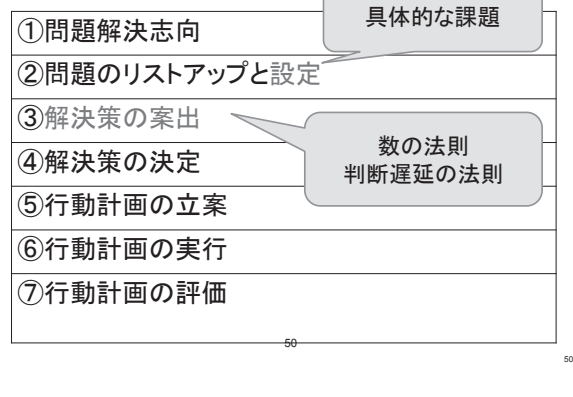 具体的な課題
①問題解決志向
②問題のリストアップと設定
③解決策の案出
数の法則
判断遅延の法則
④解決策の決定
⑤行動計画の立案
⑥行動計画の実行
⑦行動計画の評価
50
50